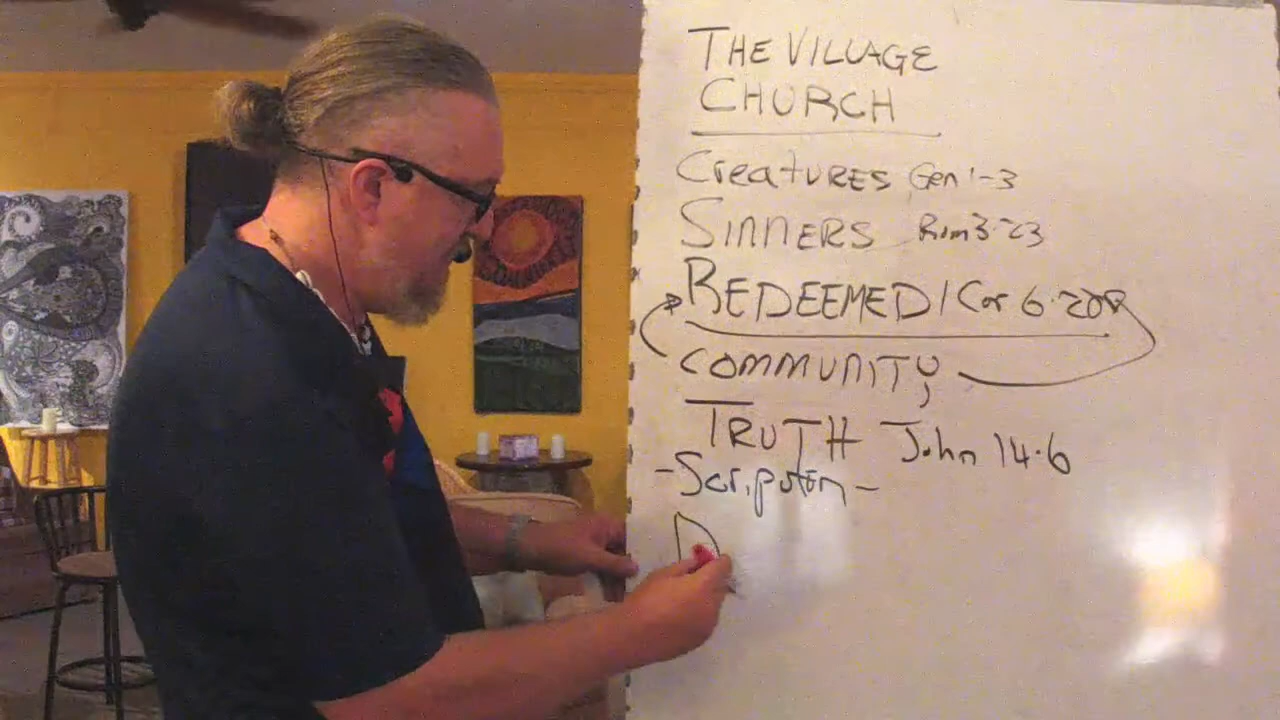 THE VILLAGE
CHURCH
CREATURES Gen 1-3
SINNERS Rom 3:23
REDEEMED 1 Cor 6:20
COMMUNITY
TRUTH John 14:6
D